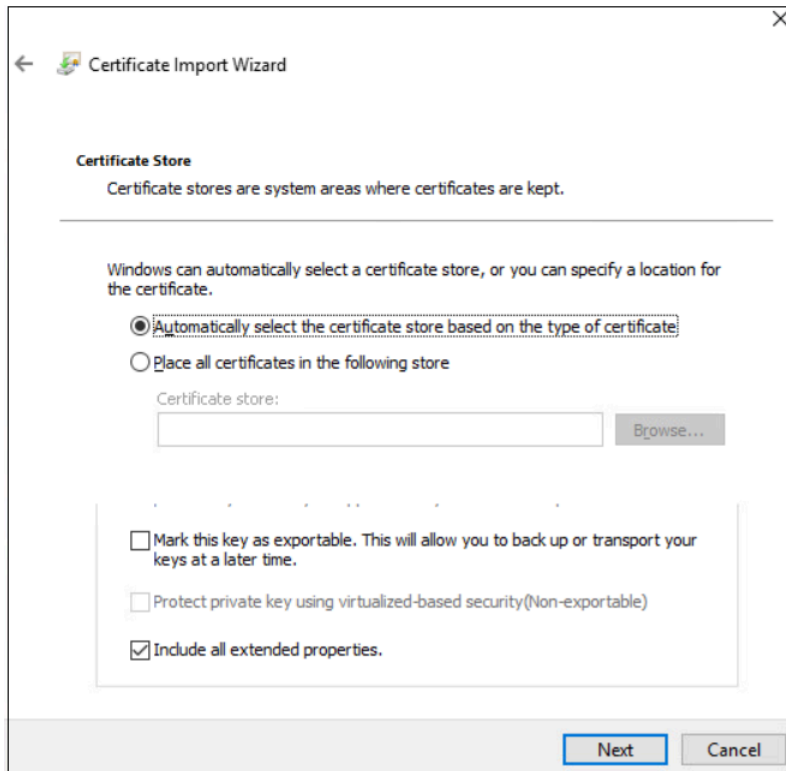 Certificate Import Wizard
Certificate Store
Certificate stores are system areas where certificates are kept.
Windows can automatically select a certificate store, or you can specify a location for
the certificate.
Automatically select the certificate store based on the type of certificate
Place all certificates in the following store
Certificate store:
Browse...
Mark this key as exportable. This will allow you to back up or transport your
keys at a later time.
Protect private key using virtualized-based security(Non-exportable)
Include all extended properties.
Next
Cancel